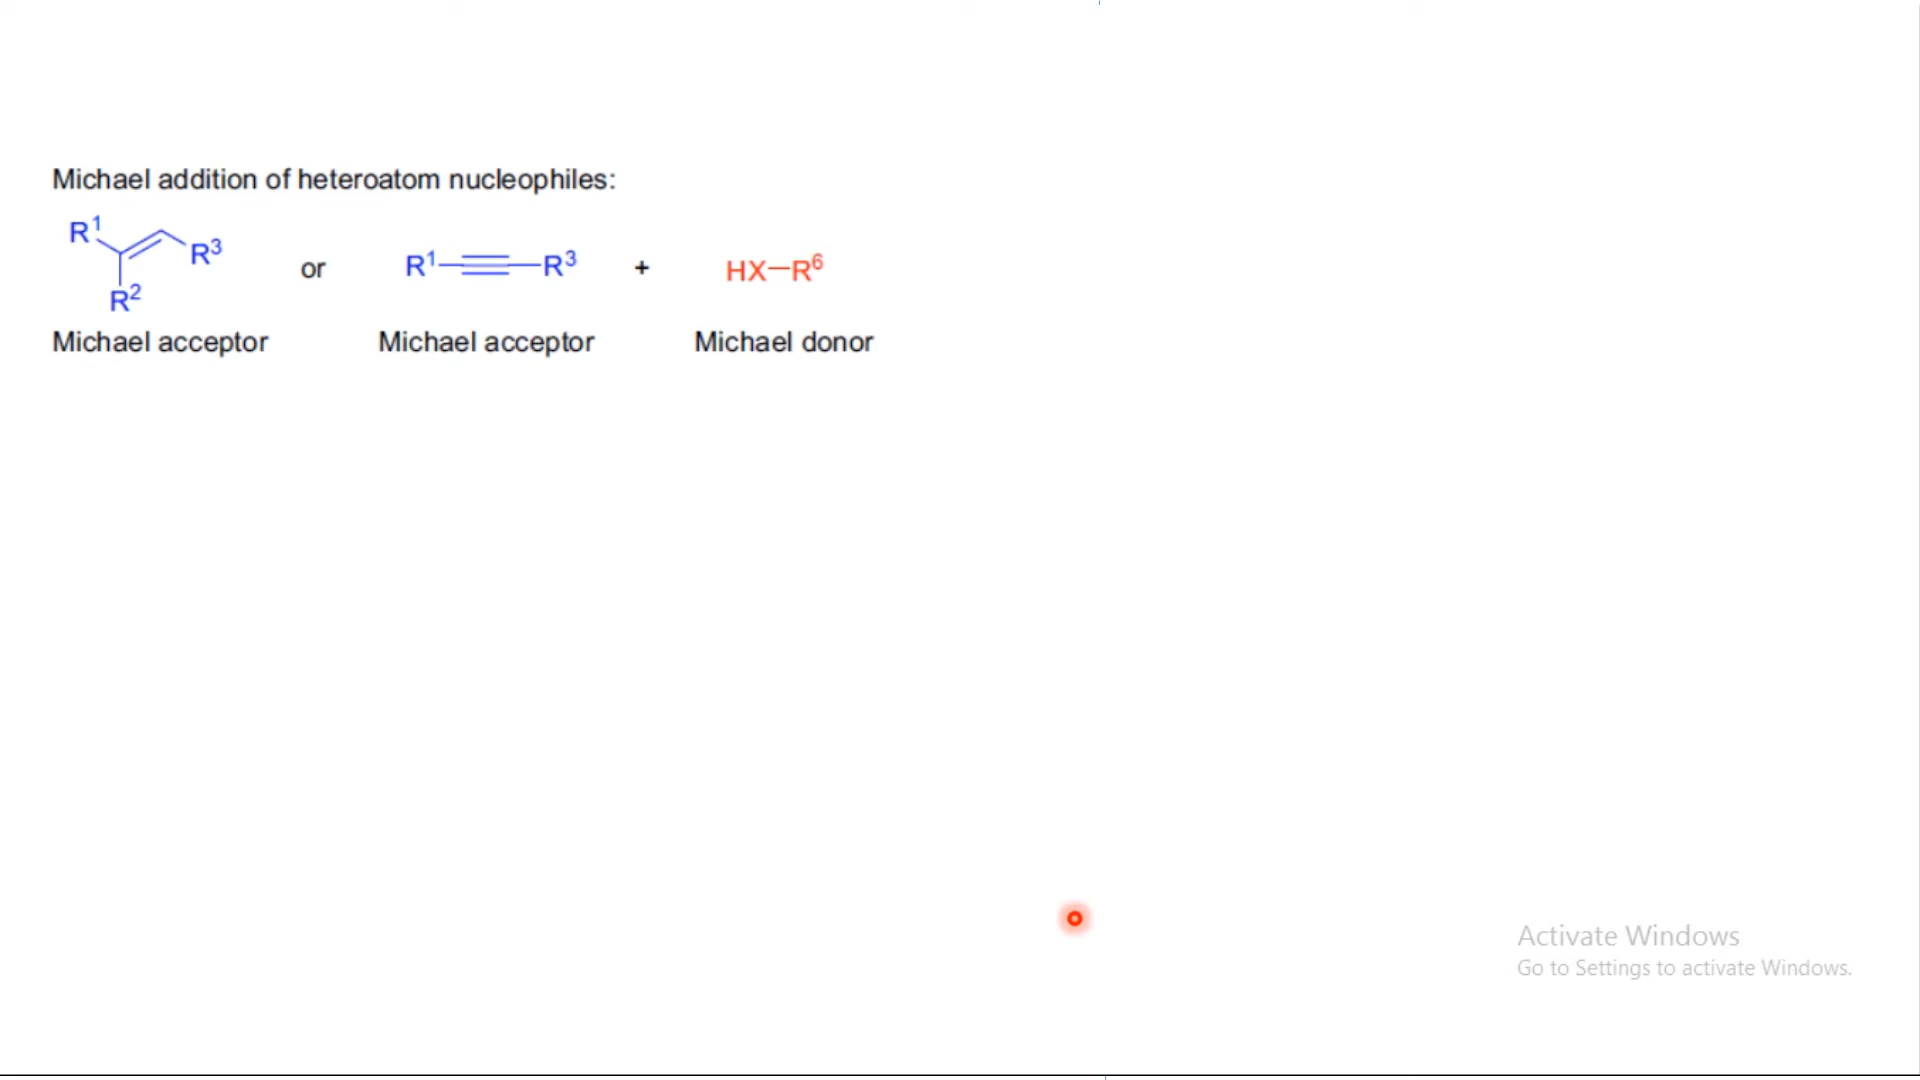 Michael addition of heteroatom nucleophiles:
R¹
R³
R²
or
R¹
R³
+
HX–R⁶
Michael acceptor
Michael acceptor
Michael donor
Activate Windows
Go to Settings to activate Windows.